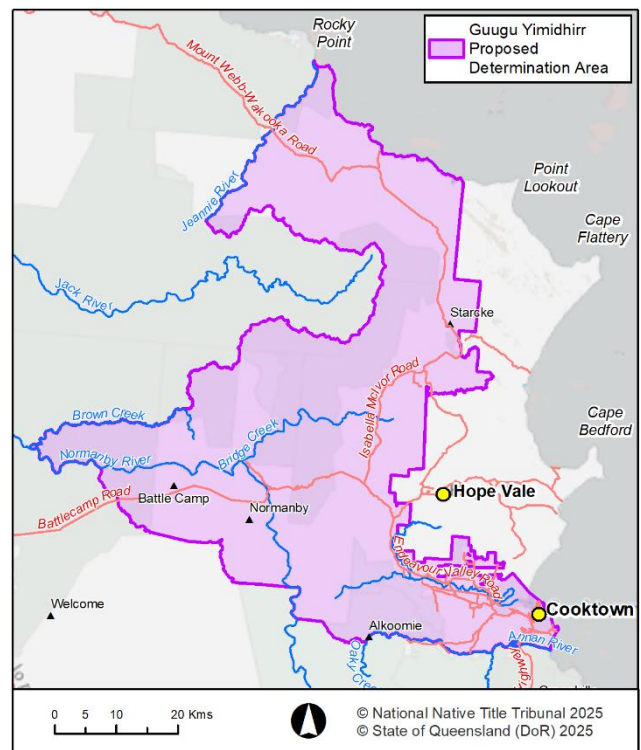 Rocky
Point
Guugu Yimidhirr
Proposed
Determination Area
Mount Webb-Wakooka Road
Point
Lookout
Jeannie River
Cape
Flattery
Jack River
Starcke
Isabella McIvor Road
Cape
Bedford
Brown Creek
Bridge Creek
Normanby River
Battlecamp Road
Battle Camp
Hope Vale
Normanby
Endeavour Valley Road
Welcome
Cooktown
Alkoomie
Annan River
Oaky Cree
0 5 10 20 Kms
© National Native Title Tribunal 2025
© State of Queensland (DoR) 2025